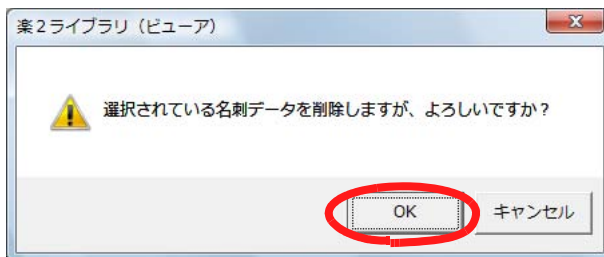 楽2ライブラリ（ビューア）
選択されている名刺データを削除しますが、よろしいですか？
OK
キャンセル